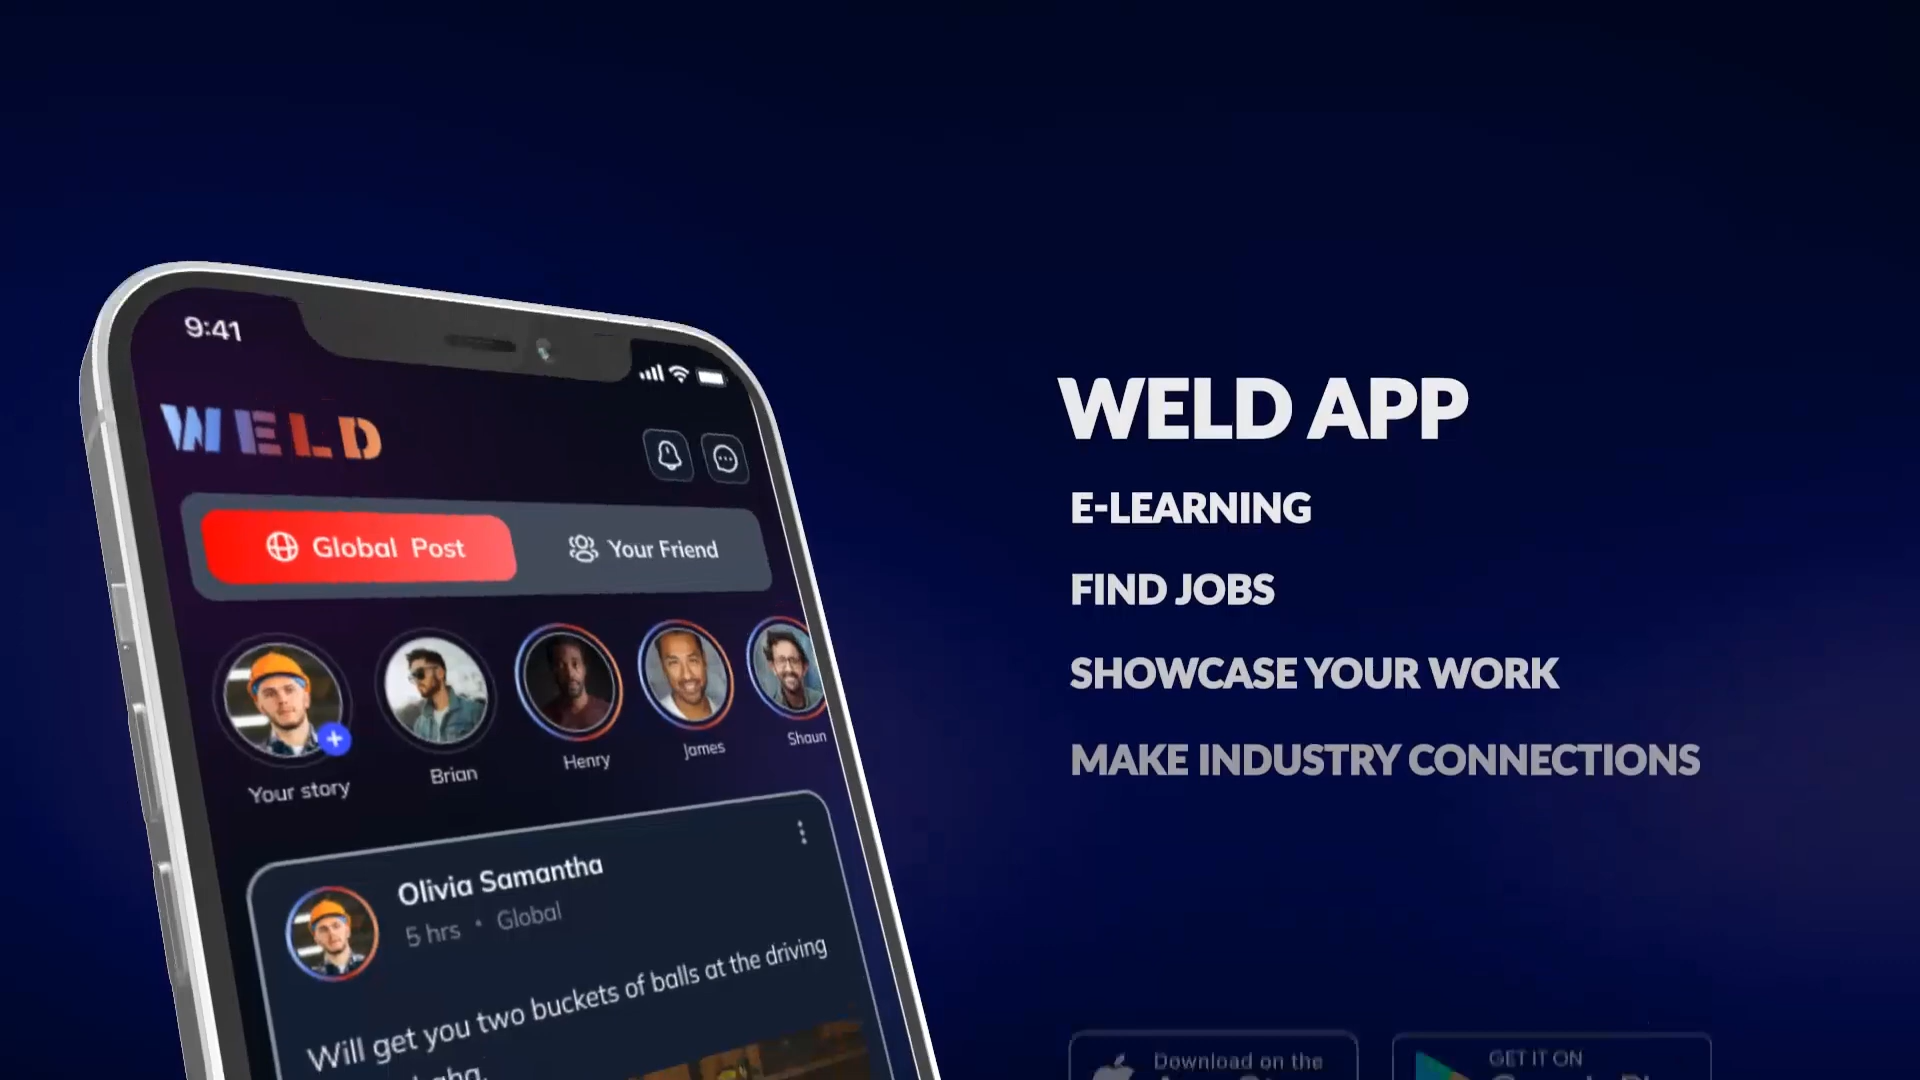 9:41
WELD
Global Post
Your Friend
Your story
Brian
Henry
James
Shaun
Olivia Samantha
5 hrs • Global
Will get you two buckets of balls at the driving
WELD APP
E-LEARNING
FIND JOBS
SHOWCASE YOUR WORK
MAKE INDUSTRY CONNECTIONS
Download on the
GET IT ON